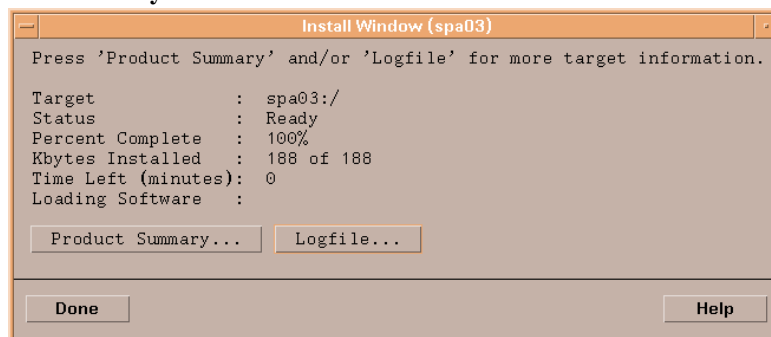 Install Window (spa03)
Press 'Product Summary' and/or 'Logfile' for more target information.
Target : spa03:/
Status : Ready
Percent Complete : 100%
Kbytes Installed : 188 of 188
Time Left (minutes): 0
Loading Software :
Product Summary... Logfile...
Done Help